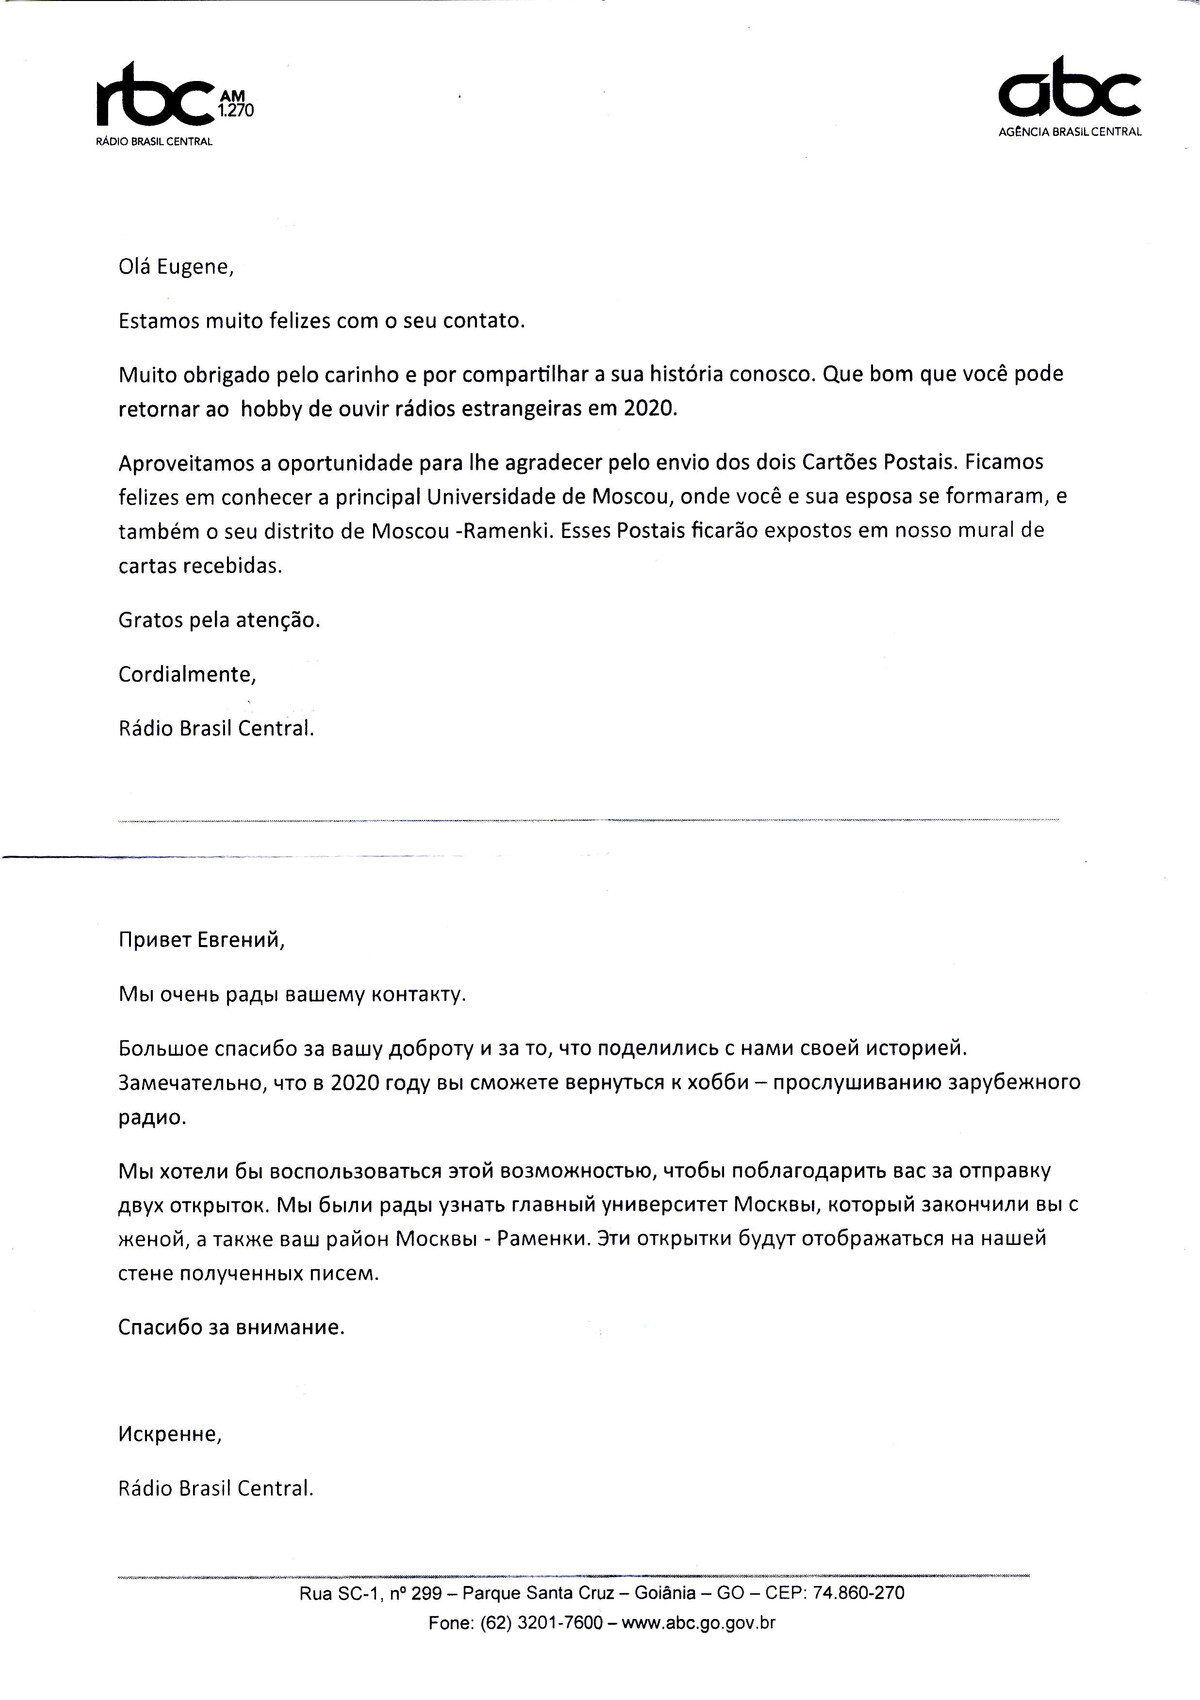 rbc AM
1.270
RÁDIO BRASIL CENTRAL
abc
AGÊNCIA BRASIL CENTRAL
Olá Eugene,
Estamos muito felizes com o seu contato.
Muito obrigado pelo carinho e por compartilhar a sua história conosco. Que bom que você pode
retornar ao  hobby de ouvir rádios estrangeiras em 2020.
Aproveitamos a oportunidade para lhe agradecer pelo envio dos dois Cartões Postais. Ficamos
felizes em conhecer a principal Universidade de Moscou, onde você e sua esposa se formaram, e
também o seu distrito de Moscou -Ramenki. Esses Postais ficarão expostos em nosso mural de
cartas recebidas.
Gratos pela atenção.
Cordialmente,
Rádio Brasil Central.
Привет Евгений,
Мы очень рады вашему контакту.
Большое спасибо за вашу доброту и за то, что поделились с нами своей историей.
Замечательно, что в 2020 году вы сможете вернуться к хобби – прослушиванию зарубежного
радио.
Мы хотели бы воспользоваться этой возможностью, чтобы поблагодарить вас за отправку
двух открыток. Мы были рады узнать главный университет Москвы, который закончили вы с
женой, а также ваш район Москвы - Раменки. Эти открытки будут отображаться на нашей
стене полученных писем.
Спасибо за внимание.
Искренне,
Rádio Brasil Central.
Rua SC-1, nº 299 – Parque Santa Cruz – Goiânia – GO – CEP: 74.860-270
Fone: (62) 3201-7600 – www.abc.go.gov.br